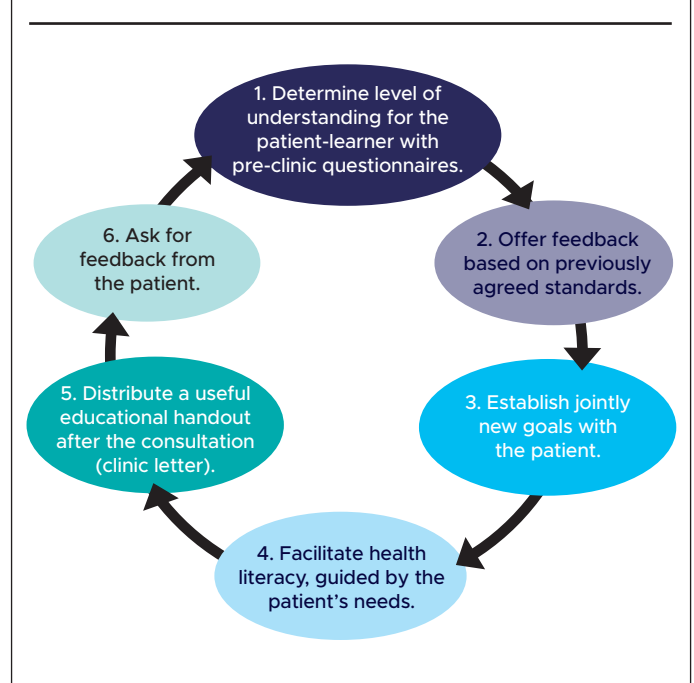 1. Determine level of
understanding for the
patient-learner with
pre-clinic questionnaires.
2. Offer feedback
based on previously
agreed standards.
3. Establish jointly
new goals with
the patient.
4. Facilitate health
literacy, guided by the
patient’s needs.
5. Distribute a useful
educational handout
after the consultation
(clinic letter).
6. Ask for
feedback from
the patient.